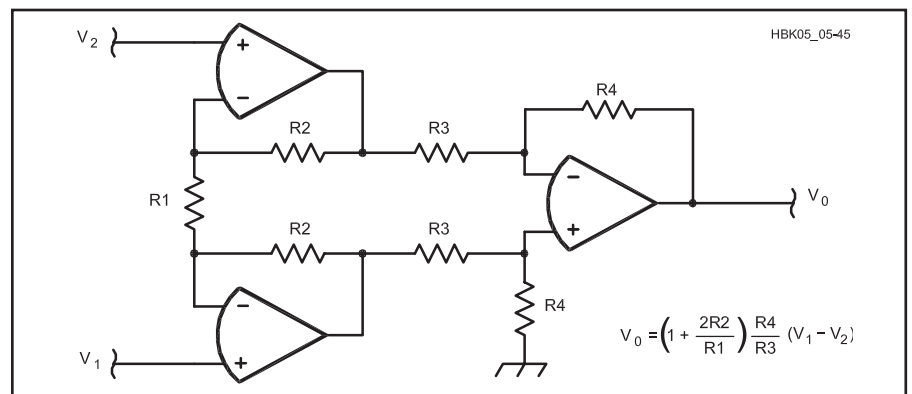 HBK05_05-45
V2
+
−
R2
R3
R4
R1
−
+
V0
R2
R3
−
+
R4
V1
V0 = (1 + 2R2/R1) R4/R3 (V1 − V2)